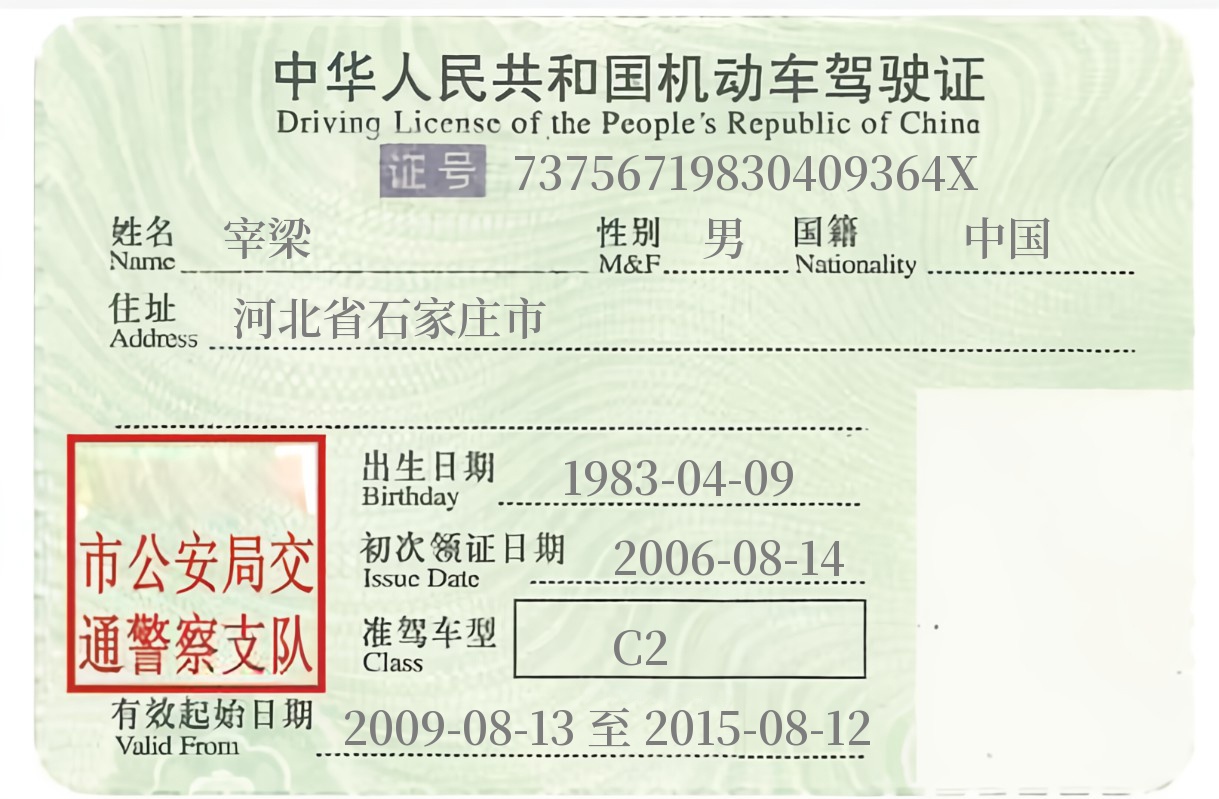 中华人民共和国机动车驾驶证
Driving License of the People's Republic of China
证号 73756719830409364X
姓名 宰梁 性别 男 国籍 中国
Name M&F Nationality
住址 河北省石家庄市
Address
出生日期 1983-04-09
Birthday
初次领证日期 2006-08-14
Issue Date
市公安局交
通警察支队
准驾车型 C2
Class
有效起始日期 2009-08-13 至 2015-08-12
Valid From